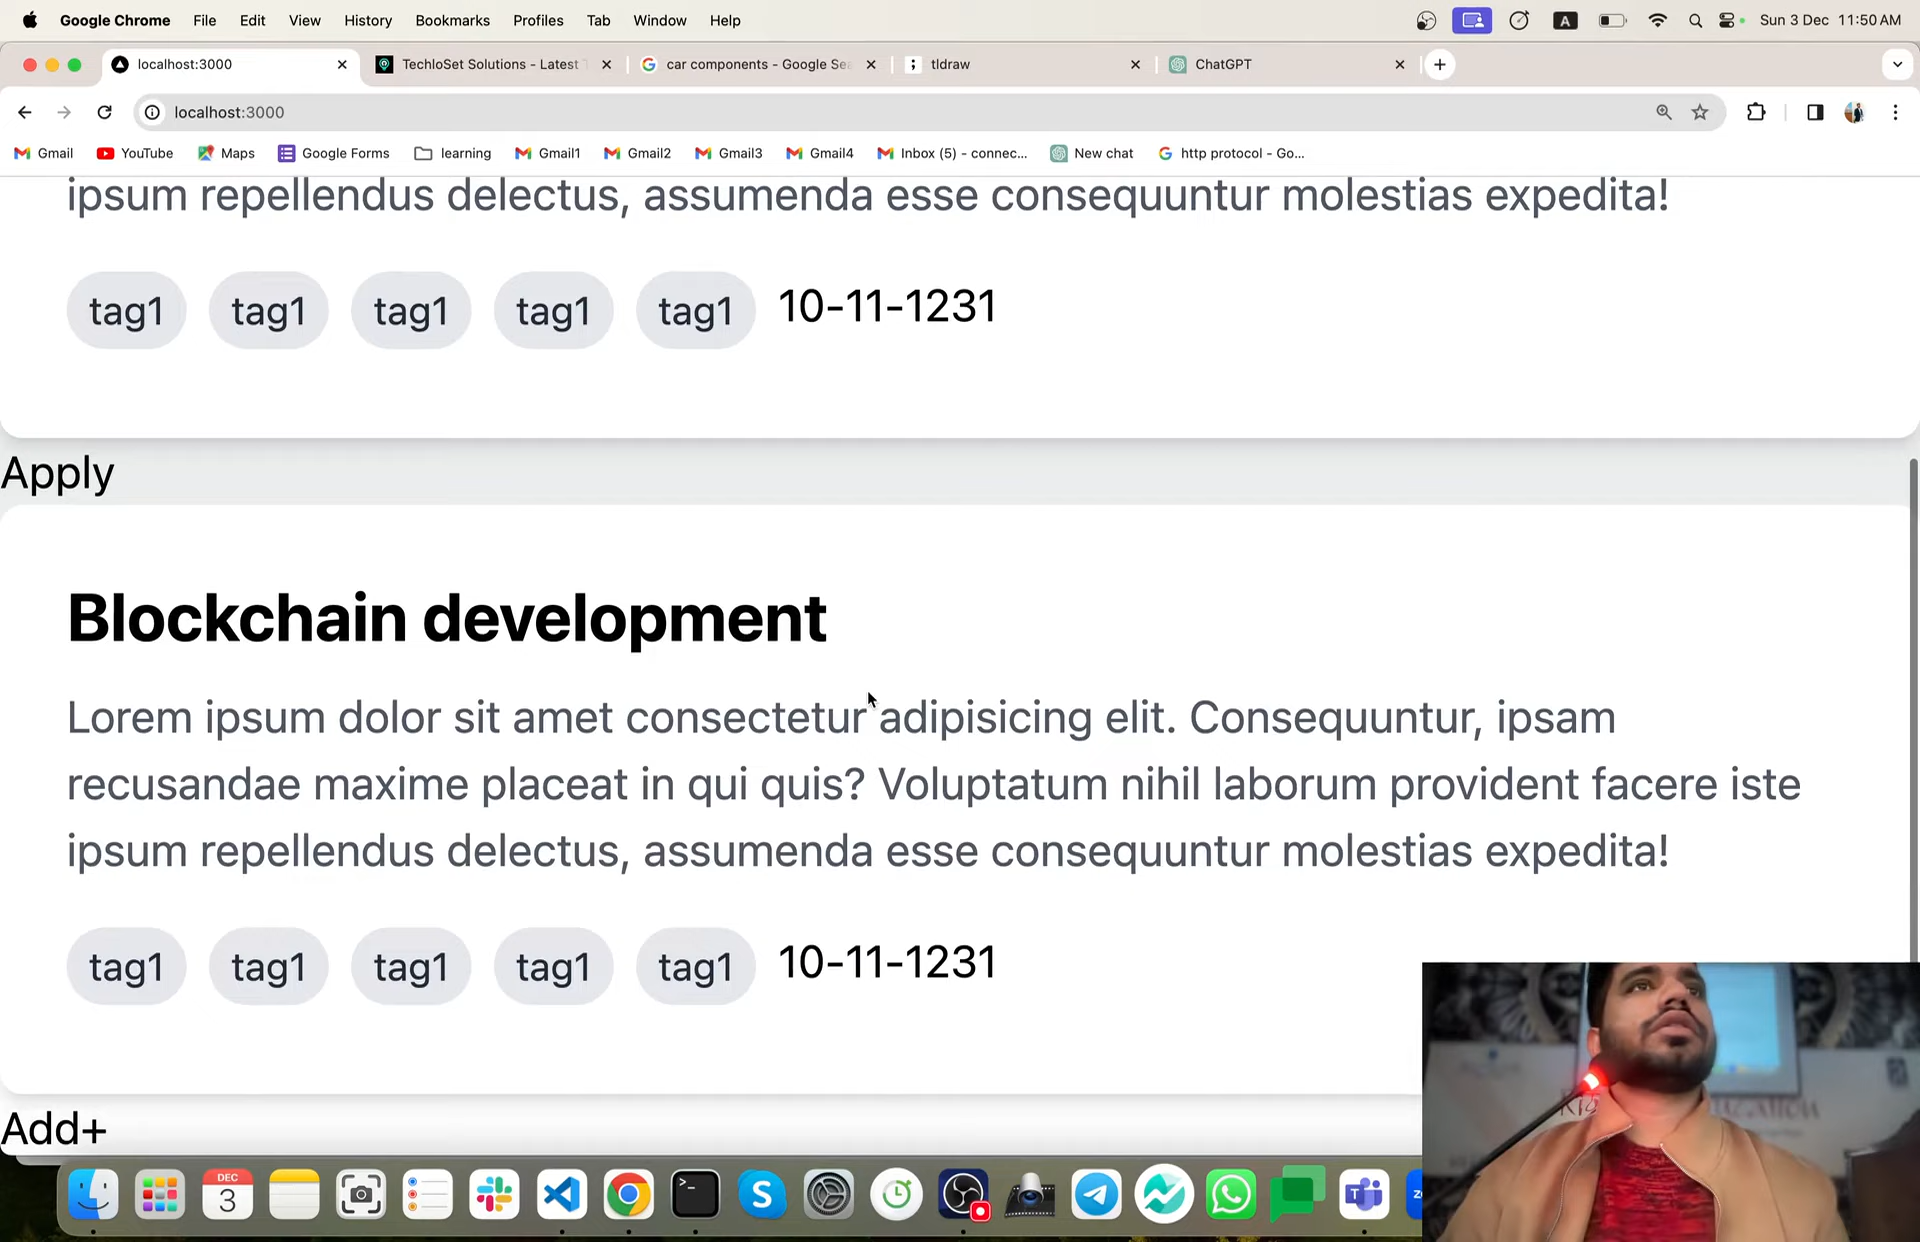 Google Chrome File Edit View History Bookmarks Profiles Tab Window Help A Sun 3 Dec 11:50 AM
localhost:3000 TechloSet Solutions - Latest car components - Google Se tldraw ChatGPT
localhost:3000
Gmail YouTube Maps Google Forms learning Gmail1 Gmail2 Gmail3 Gmail4 Inbox (5) - connec... New chat http protocol - Go...
ipsum repellendus delectus, assumenda esse consequuntur molestias expedita!
tag1 tag1 tag1 tag1 tag1 10-11-1231
Apply
Blockchain development
Lorem ipsum dolor sit amet consectetur adipisicing elit. Consequuntur, ipsam
recusandae maxime placeat in qui quis? Voluptatum nihil laborum provident facere iste
ipsum repellendus delectus, assumenda esse consequuntur molestias expedita!
tag1 tag1 tag1 tag1 tag1 10-11-1231
Add+
DEC
3